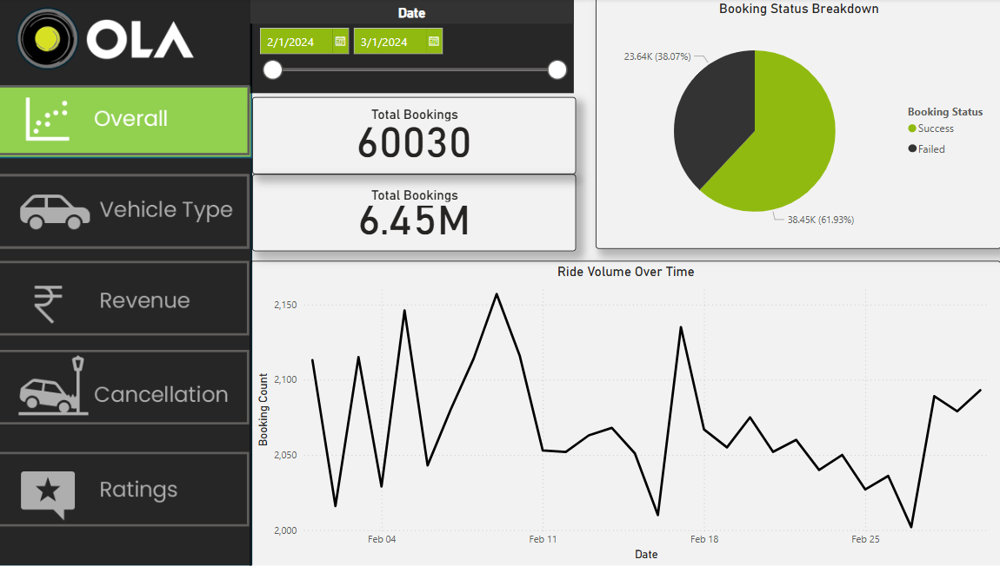 OLA
Overall
Vehicle Type
Revenue
Cancellation
Ratings
Date
2/1/2024
3/1/2024
Total Bookings
60030
Total Bookings
6.45M
Booking Status Breakdown
23.64K (38.07%)
38.45K (61.93%)
Booking Status
Success
Failed
Ride Volume Over Time
Booking Count
2,150
2,100
2,050
2,000
Feb 04
Feb 11
Feb 18
Feb 25
Date